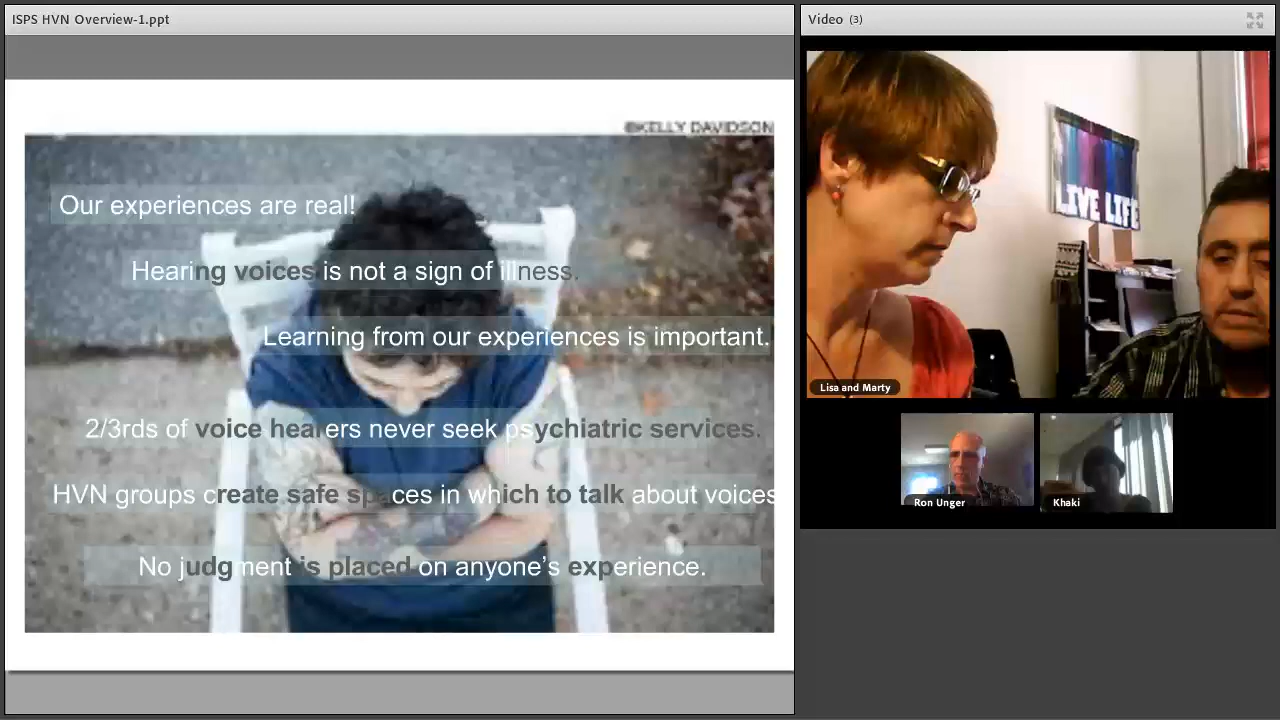 ISPS HVN Overview-1.ppt
Video (3)
©KELLY DAVIDSON
Our experiences are real!
Hearing voices is not a sign of illness.
Learning from our experiences is important.
2/3rds of voice hearers never seek psychiatric services.
HVN groups create safe spaces in which to talk about voices
No judgment is placed on anyone’s experience.
LIVE LIFE
Lisa and Marty
Ron Unger
Khaki